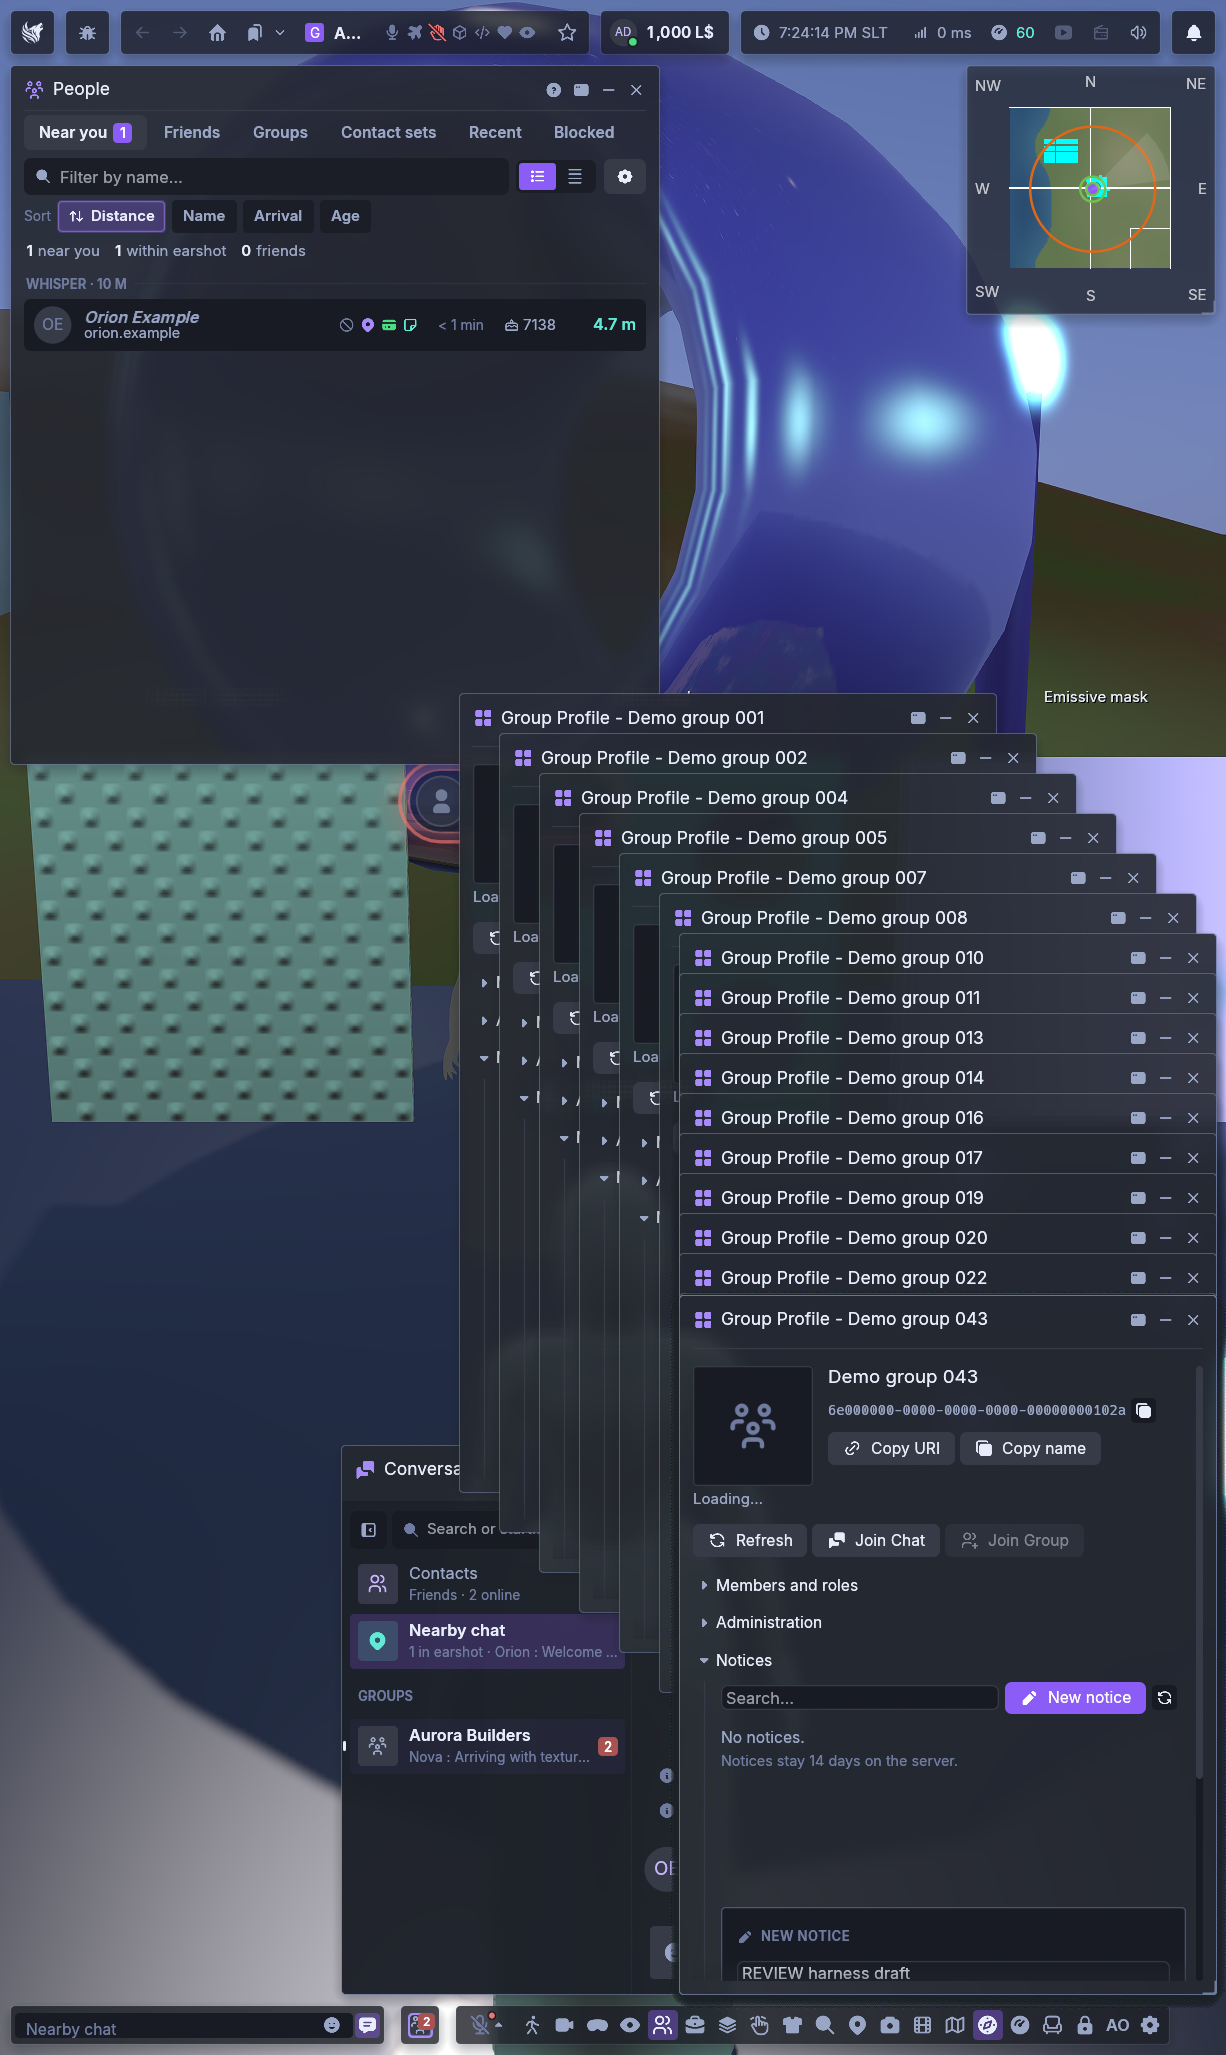 G A...
AD 1,000 L$
7:24:14 PM SLT
0 ms
60
People
Near you 1 Friends Groups Contact sets Recent Blocked
Filter by name...
Sort Distance Name Arrival Age
1 near you 1 within earshot 0 friends
WHISPER · 10 M
OE
Orion Example
orion.example
< 1 min 7138 4.7 m
NW N NE
W E
SW S SE
Emissive mask
Group Profile - Demo group 001
Group Profile - Demo group 002
Group Profile - Demo group 004
Group Profile - Demo group 005
Group Profile - Demo group 007
Group Profile - Demo group 008
Group Profile - Demo group 010
Group Profile - Demo group 011
Group Profile - Demo group 013
Group Profile - Demo group 014
Group Profile - Demo group 016
Group Profile - Demo group 017
Group Profile - Demo group 019
Group Profile - Demo group 020
Group Profile - Demo group 022
Group Profile - Demo group 043
Loa
Loa
Loa
Loa
Loa
Demo group 043
6e000000-0000-0000-0000-00000000102a
Copy URI Copy name
Loading...
Refresh Join Chat Join Group
Members and roles
Administration
Notices
Search... New notice
No notices.
Notices stay 14 days on the server.
NEW NOTICE
REVIEW harness draft
Conversa
Search or
Contacts
Friends · 2 online
Nearby chat
1 in earshot · Orion : Welcome ...
GROUPS
Aurora Builders
Nova : Arriving with textur... 2
Nearby chat
2
AO